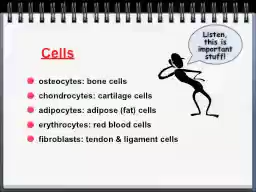 Listen,
this is
important
stuff!
Cells
osteocytes: bone cells
chondrocytes: cartilage cells
adipocytes: adipose (fat) cells
erythrocytes: red blood cells
fibroblasts: tendon & ligament cells